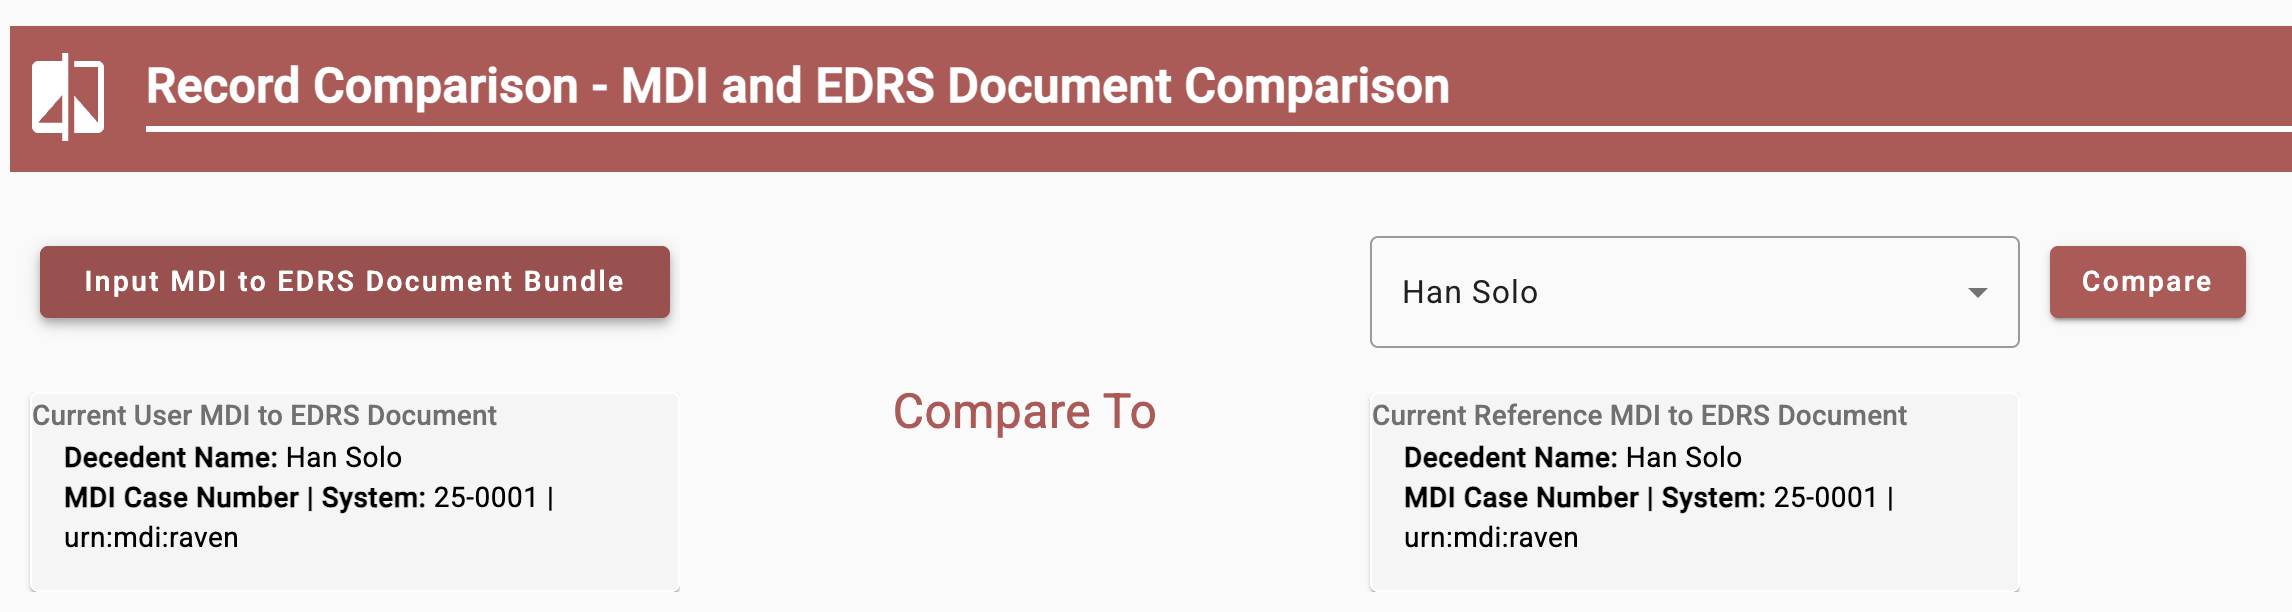 Record Comparison - MDI and EDRS Document Comparison
Input MDI to EDRS Document Bundle
Han Solo
Compare
Current User MDI to EDRS Document
Decedent Name: Han Solo
MDI Case Number | System: 25-0001 |
urn:mdi:raven
Compare To
Current Reference MDI to EDRS Document
Decedent Name: Han Solo
MDI Case Number | System: 25-0001 |
urn:mdi:raven